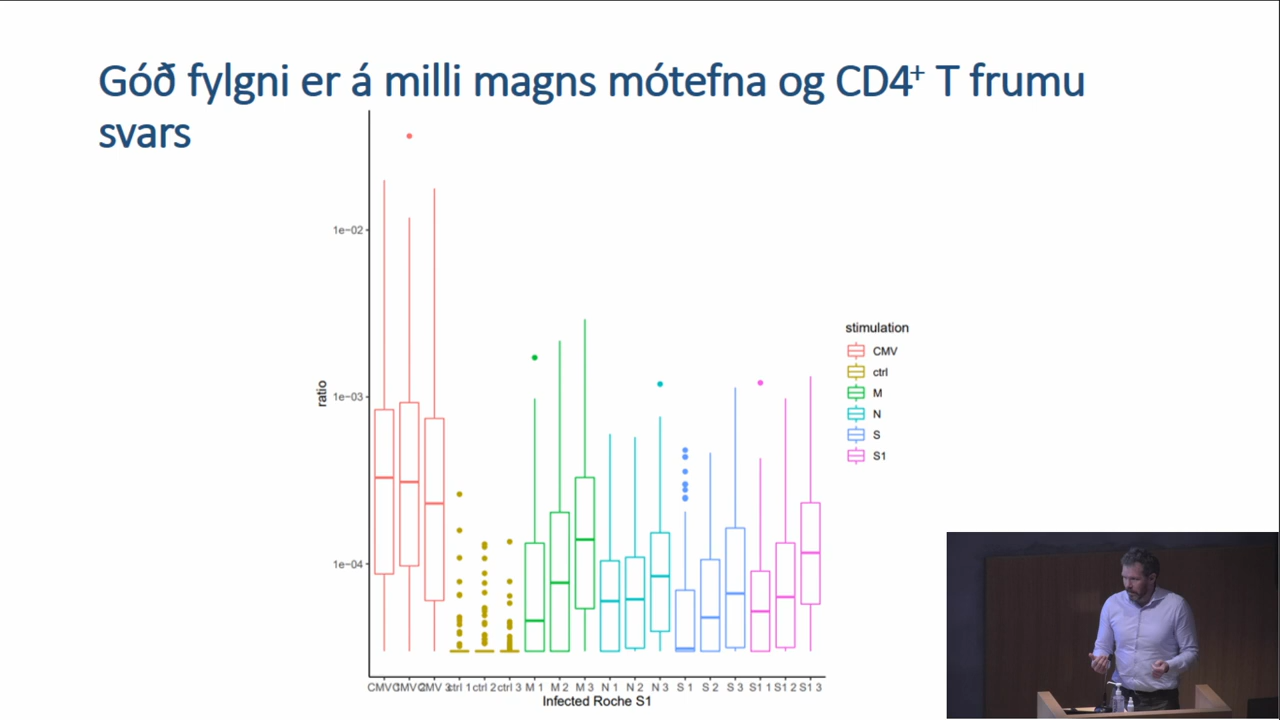 Góð fylgni er á milli magns mótefna og CD4⁺ T frumu
svars
1e−02
1e−03
1e−04
ratio
stimulation
CMV
ctrl
M
N
S
S1
CMV 1 CMV 2 CMV 3 ctrl 1 ctrl 2 ctrl 3 M 1 M 2 M 3 N 1 N 2 N 3 S 1 S 2 S 3 S1 1 S1 2 S1 3
Infected Roche S1